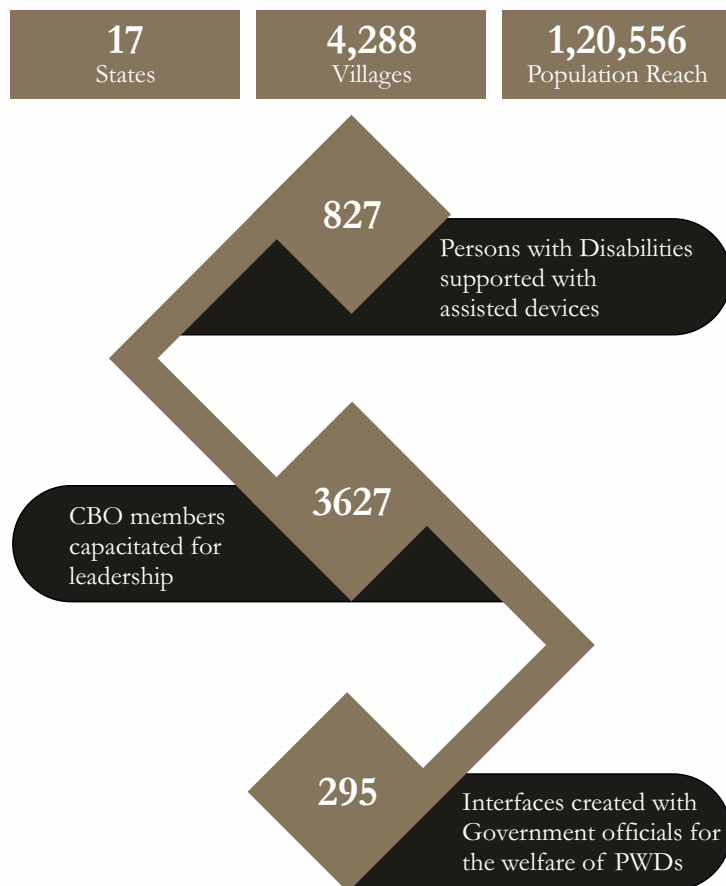 17
States
4,288
Villages
1,20,556
Population Reach
827
Persons with Disabilities
supported with
assisted devices
3627
CBO members
capacitated for
leadership
295
Interfaces created with
Government officials for
the welfare of PWDs